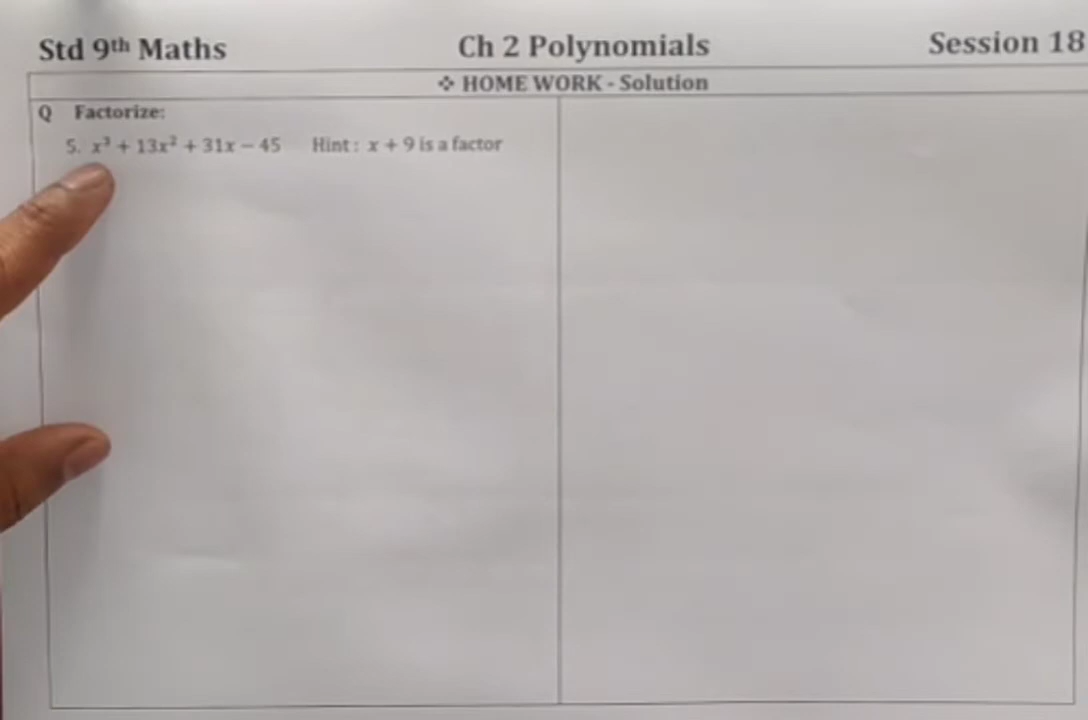 Std 9th Maths Ch 2 Polynomials Session 18
❖ HOME WORK - Solution
Q Factorize:
5. x³ + 13x² + 31x − 45 Hint : x + 9 is a factor